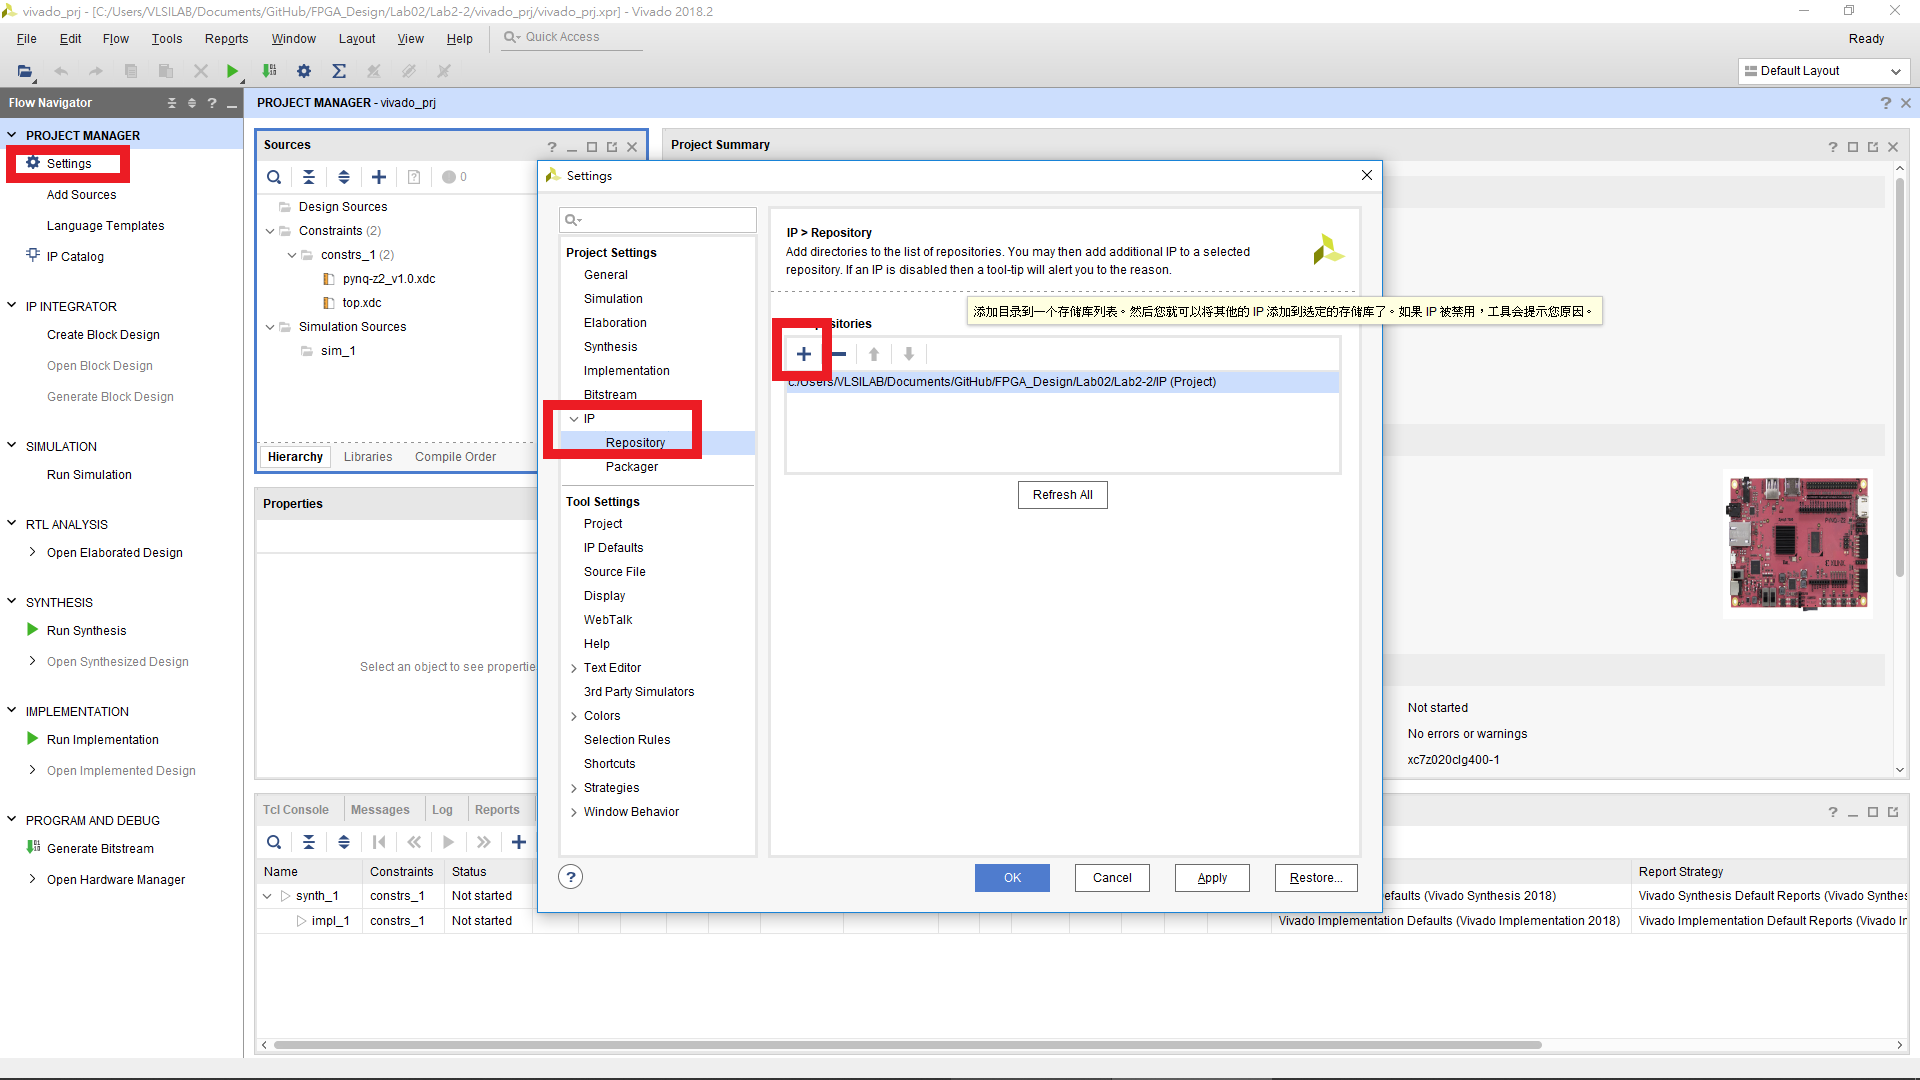 vivado_prj - [C:/Users/VLSILAB/Documents/GitHub/FPGA_Design/Lab02/Lab2-2/vivado_prj/vivado_prj.xpr] - Vivado 2018.2
File Edit Flow Tools Reports Window Layout View Help Quick Access Ready
Default Layout
Flow Navigator
PROJECT MANAGER - vivado_prj
PROJECT MANAGER
Settings
Add Sources
Language Templates
IP Catalog
IP INTEGRATOR
Create Block Design
Open Block Design
Generate Block Design
SIMULATION
Run Simulation
RTL ANALYSIS
Open Elaborated Design
SYNTHESIS
Run Synthesis
Open Synthesized Design
IMPLEMENTATION
Run Implementation
Open Implemented Design
PROGRAM AND DEBUG
Generate Bitstream
Open Hardware Manager
Sources
0
Design Sources
Constraints (2)
constrs_1 (2)
pynq-z2_v1.0.xdc
top.xdc
Simulation Sources
sim_1
Hierarchy Libraries Compile Order
Properties
Select an object to see propertie
Project Summary
Settings
Project Settings
General
Simulation
Elaboration
Synthesis
Implementation
Bitstream
IP
Repository
Packager
Tool Settings
Project
IP Defaults
Source File
Display
WebTalk
Help
Text Editor
3rd Party Simulators
Colors
Selection Rules
Shortcuts
Strategies
Window Behavior
IP > Repository
Add directories to the list of repositories. You may then add additional IP to a selected
repository. If an IP is disabled then a tool-tip will alert you to the reason.
添加目录到一个存储库列表。然后您就可以将其他的 IP 添加到选定的存储库了。如果 IP 被禁用，工具会提示您原因。
ositories
c:/Users/VLSILAB/Documents/GitHub/FPGA_Design/Lab02/Lab2-2/IP (Project)
Refresh All
OK Cancel Apply Restore...
Not started
No errors or warnings
xc7z020clg400-1
Tcl Console Messages Log Reports
Name Constraints Status Report Strategy
synth_1 constrs_1 Not started efaults (Vivado Synthesis 2018) Vivado Synthesis Default Reports (Vivado Synthes
impl_1 constrs_1 Not started Vivado Implementation Defaults (Vivado Implementation 2018) Vivado Implementation Default Reports (Vivado Ir